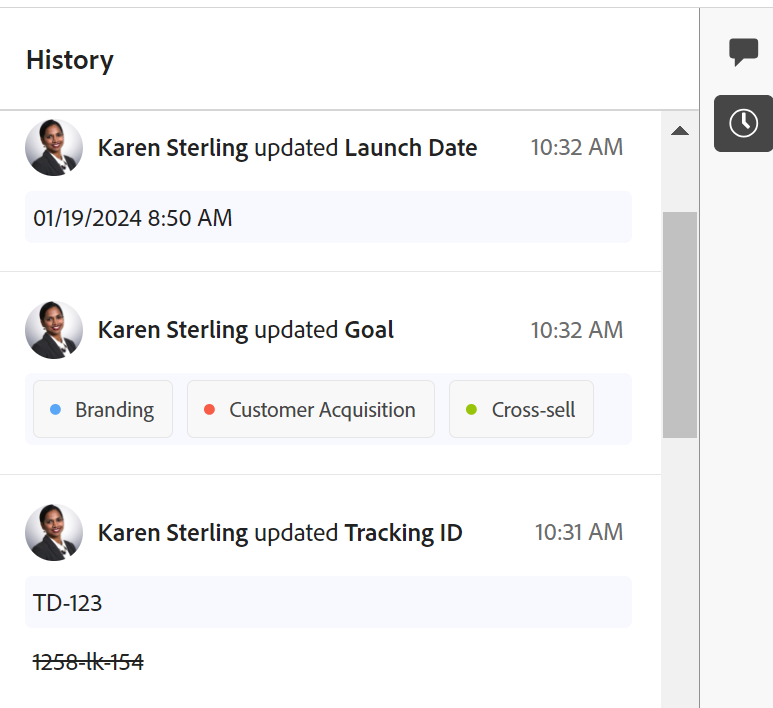 History
Karen Sterling updated Launch Date 10:32 AM
01/19/2024 8:50 AM
Karen Sterling updated Goal 10:32 AM
Branding Customer Acquisition Cross-sell
Karen Sterling updated Tracking ID 10:31 AM
TD-123
1258-lk-154